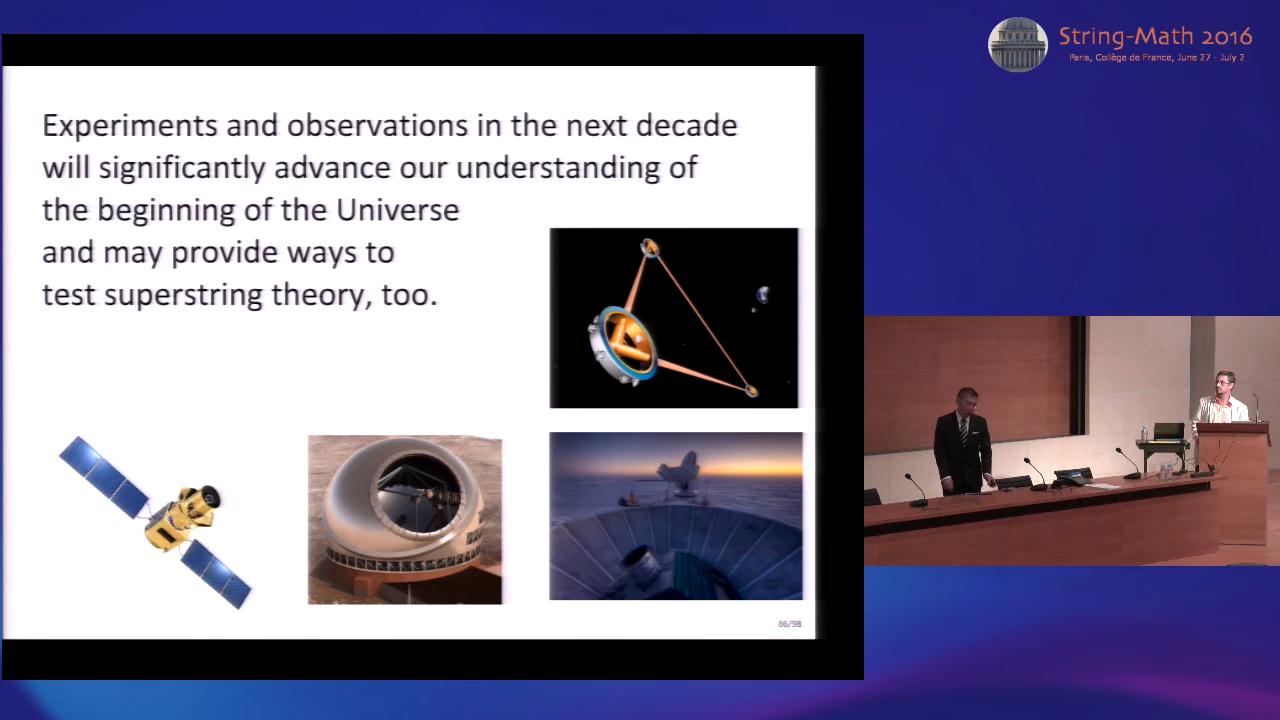 String-Math 2016
Paris, Collège de France, June 27 - July 2
Experiments and observations in the next decade
will significantly advance our understanding of
the beginning of the Universe
and may provide ways to
test superstring theory, too.
86/98